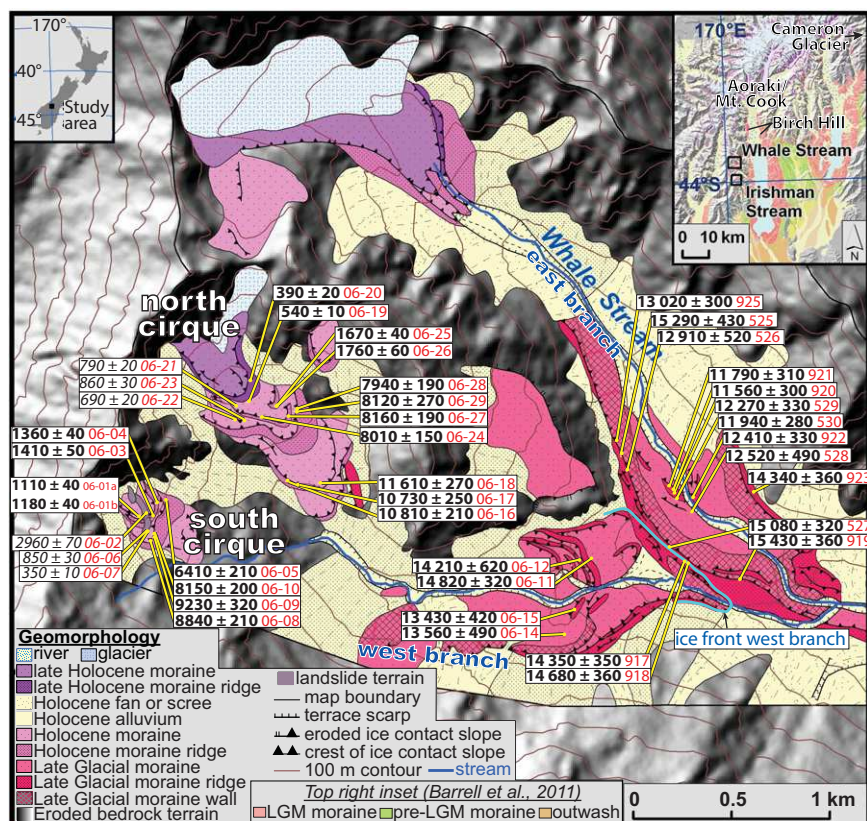 170°
40°
45°
Study
area
170°E
Cameron
Glacier
Aoraki/
Mt. Cook
Birch Hill
Whale Stream
44°S
Irishman
Stream
0 10 km
N
Whale Stream
east branch
north
cirque
390 ± 20 06-20
540 ± 10 06-19
1670 ± 40 06-25
1760 ± 60 06-26
790 ± 20 06-21
860 ± 30 06-23
690 ± 20 06-22
7940 ± 190 06-28
8120 ± 270 06-29
8160 ± 190 06-27
8010 ± 150 06-24
1360 ± 40 06-04
1410 ± 50 06-03
1110 ± 40 06-01a
1180 ± 40 06-01b
11 610 ± 270 06-18
10 730 ± 250 06-17
10 810 ± 210 06-16
south
cirque
2960 ± 70 06-02
850 ± 30 06-06
350 ± 10 06-07
6410 ± 210 06-05
8150 ± 200 06-10
9230 ± 320 06-09
8840 ± 210 06-08
13 020 ± 300 925
15 290 ± 430 525
12 910 ± 520 526
11 790 ± 310 921
11 560 ± 300 920
12 270 ± 330 529
11 940 ± 280 530
12 410 ± 330 922
12 520 ± 490 528
14 340 ± 360 923
15 080 ± 320 527
15 430 ± 360 919
14 210 ± 620 06-12
14 820 ± 320 06-11
13 430 ± 420 06-15
13 560 ± 490 06-14
west branch
14 350 ± 350 917
14 680 ± 360 918
ice front west branch
Geomorphology
river glacier
late Holocene moraine
late Holocene moraine ridge
Holocene fan or scree
Holocene alluvium
Holocene moraine
Holocene moraine ridge
Late Glacial moraine
Late Glacial moraine ridge
Late Glacial moraine wall
Eroded bedrock terrain
landslide terrain
map boundary
terrace scarp
eroded ice contact slope
crest of ice contact slope
100 m contour stream
Top right inset (Barrell et al., 2011)
LGM moraine pre-LGM moraine outwash
0 0.5 1
km